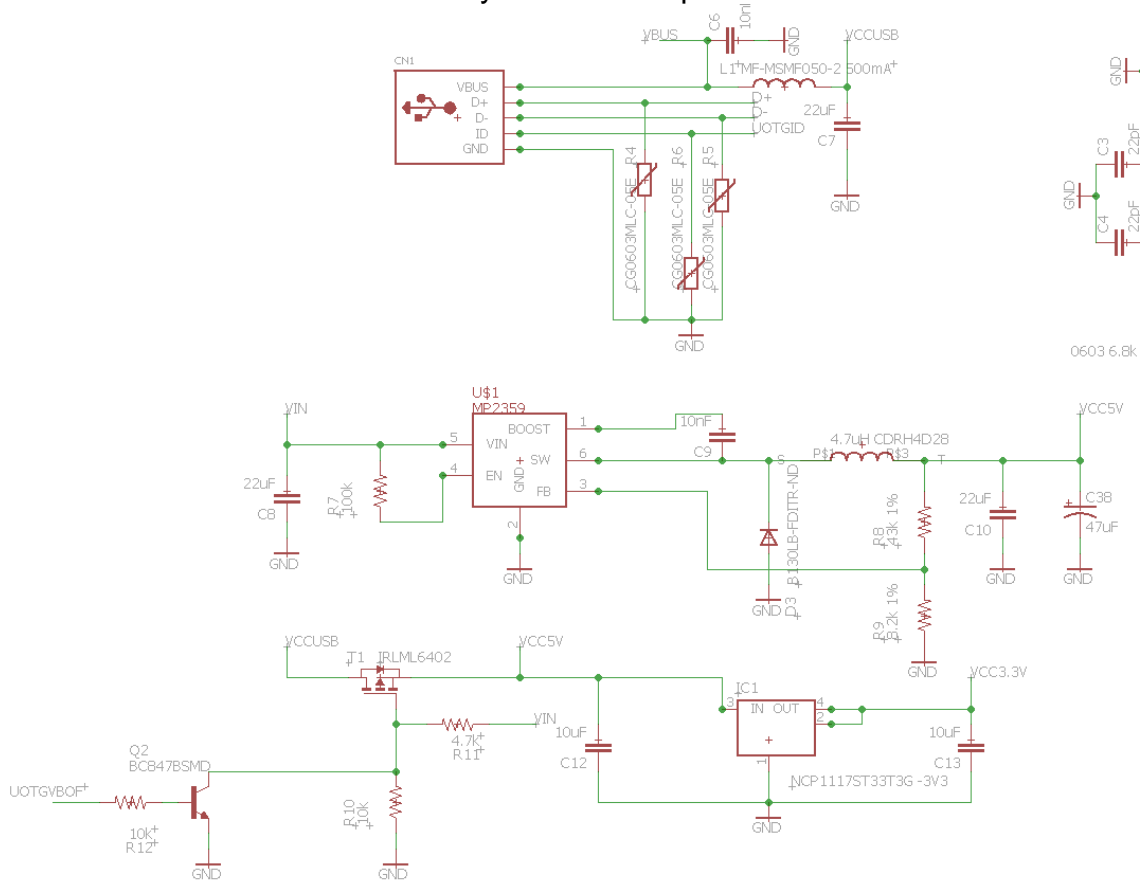 C6
10nF
VBUS
GND
VCCUSB
CN1
L1 MF-MSMF050-2 500mA
VBUS
D+
D-
ID
GND
D+
D-
UOTGID
22uF
C7
GND
R4
CG0603MLC-05E
R6
CG0603MLC-05E
R5
CG0603MLC-05E
GND
GND
C3
22pF
GND
C4
22pF
0603 6.8k
U$1
MP2359
VIN
5
VIN
4
EN
BOOST
1
SW
6
FB
3
GND
2
GND
22uF
C8
GND
R7
100k
10nF
C9
S
P$1
4.7uH CDRH4D28
P$3
T
VCC5V
D3
B130LB-FDITR-ND
GND
R8
43k 1%
R9
8.2k 1%
GND
22uF
C10
GND
C38
47uF
GND
VCCUSB
T1
IRLML6402
VCC5V
4.7K
R11
VIN
Q2
BC847BSMD
UOTGVBOF
10k
R12
GND
R10
10k
GND
10uF
C12
IC1
3
IN
OUT
4
2
1
NCP1117ST33T3G -3V3
GND
VCC3.3V
10uF
C13